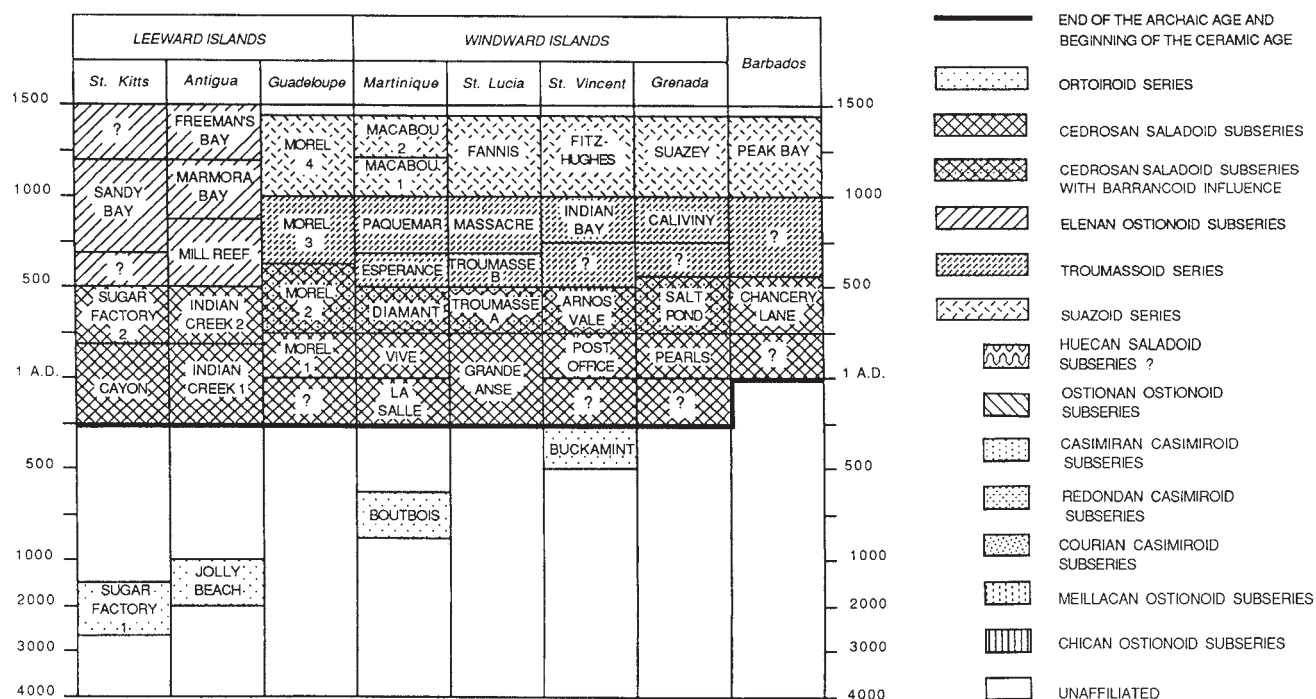 LEEWARD ISLANDS
WINDWARD ISLANDS
Barbados
St. Kitts
Antigua
Guadeloupe
Martinique
St. Lucia
St. Vincent
Grenada
1500
1000
500
1 A.D.
500
1000
2000
3000
4000
?
SANDY
BAY
?
SUGAR
FACTORY
2
CAYON
SUGAR
FACTORY
1
FREEMAN'S
BAY
MARMORA
BAY
MILL REEF
INDIAN
CREEK 2
INDIAN
CREEK 1
JOLLY
BEACH
MOREL
4
MOREL
3
MOREL
2
MOREL
1
?
MACABOU
2
MACABOU
1
PAQUEMAR
ESPERANCE
DIAMANT
VIVE
LA
SALLE
BOUTBOIS
FANNIS
MASSACRE
TROUMASSE
B
TROUMASSE
A
GRANDE
ANSE
FITZ-
HUGHES
INDIAN
BAY
?
ARNOS
VALE
POST
OFFICE
?
BUCKAMINT
SUAZEY
CALIVINY
?
SALT
POND
PEARLS
?
PEAK BAY
?
CHANCERY
LANE
?
1500
1000
500
1 A.D.
500
1000
2000
3000
4000
END OF THE ARCHAIC AGE AND
BEGINNING OF THE CERAMIC AGE
ORTOIROID SERIES
CEDROSAN SALADOID SUBSERIES
CEDROSAN SALADOID SUBSERIES
WITH BARRANCOID INFLUENCE
ELENAN OSTIONOID SUBSERIES
TROUMASSOID SERIES
SUAZOID SERIES
HUECAN SALADOID
SUBSERIES ?
OSTIONAN OSTIONOID
SUBSERIES
CASIMIRAN CASIMIROID
SUBSERIES
REDONDAN CASIMIROID
SUBSERIES
COURIAN CASIMIROID
SUBSERIES
MEILLACAN OSTIONOID SUBSERIES
CHICAN OSTIONOID SUBSERIES
UNAFFILIATED